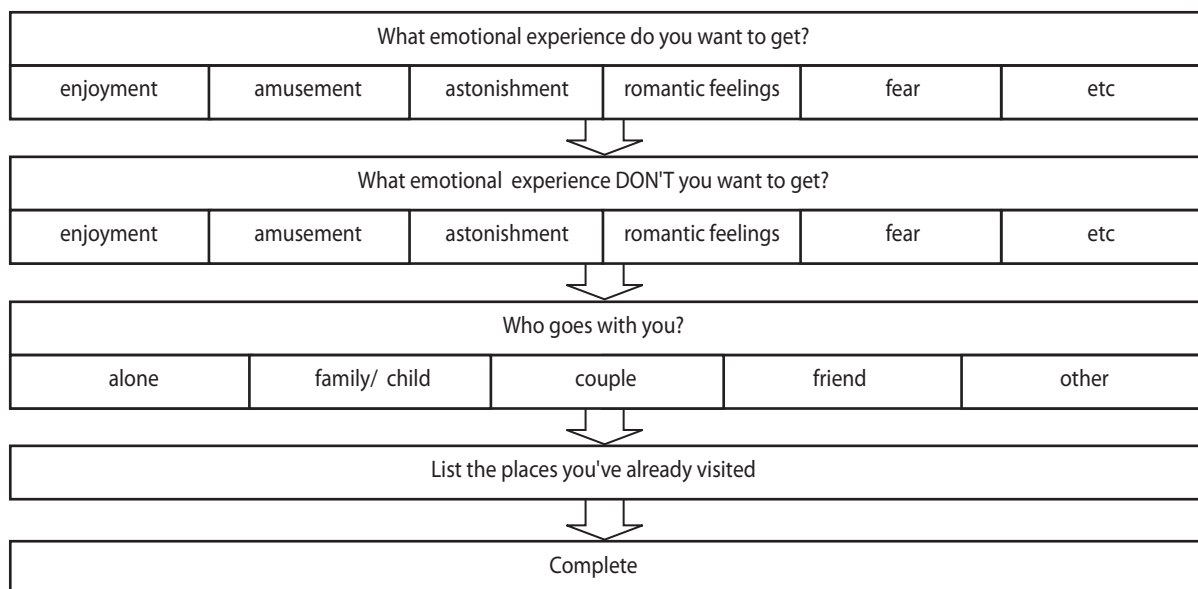 What emotional experience do you want to get?
enjoyment amusement astonishment romantic feelings fear etc
What emotional experience DON'T you want to get?
enjoyment amusement astonishment romantic feelings fear etc
Who goes with you?
alone family/ child couple friend other
List the places you've already visited
Complete